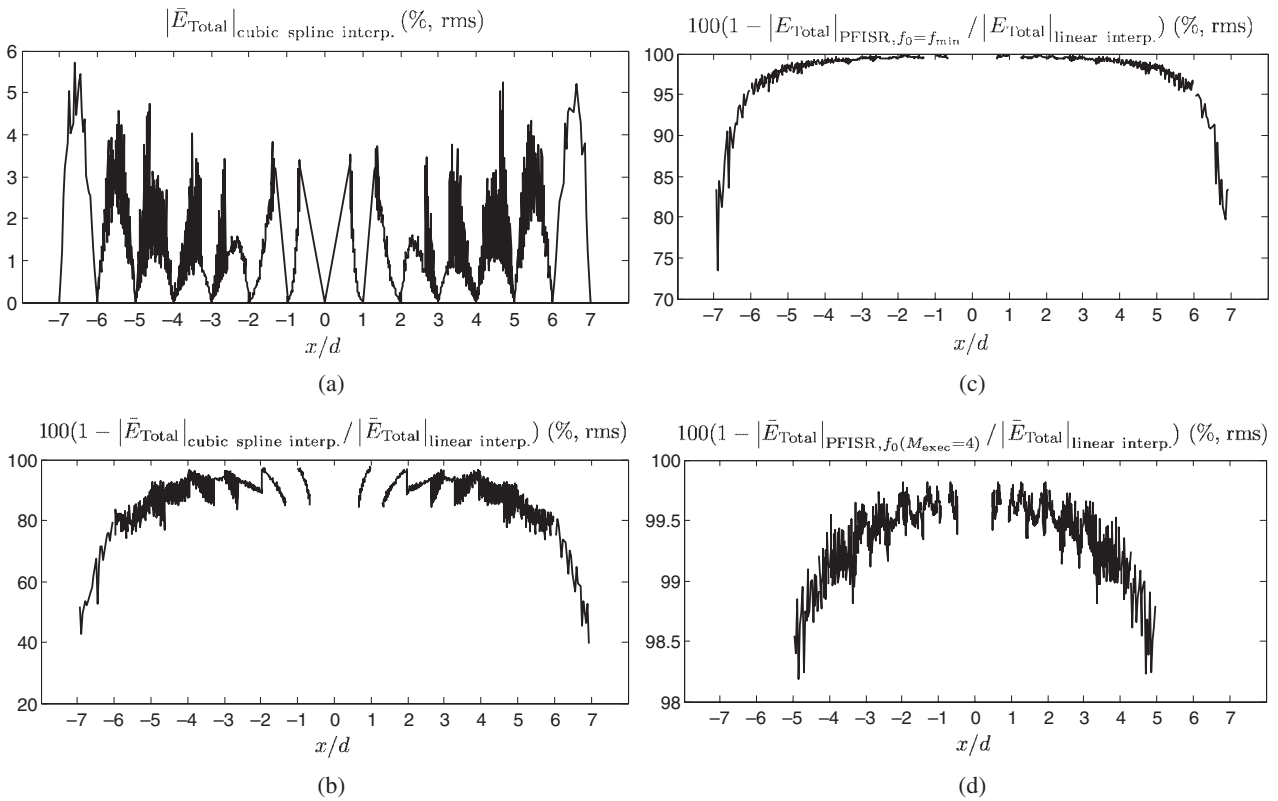 |Ē_Total|_cubic spline interp. (%, rms)
6
5
4
3
2
1
0
−7 −6 −5 −4 −3 −2 −1 0 1 2 3 4 5 6 7
x/d
(a)
100(1 − |Ē_Total|_cubic spline interp. / |Ē_Total|_linear interp.) (%, rms)
100
80
60
40
20
−7 −6 −5 −4 −3 −2 −1 0 1 2 3 4 5 6 7
x/d
(b)
100(1 − |E_Total|_PFISR, f₀=f_min / |E_Total|_linear interp.) (%, rms)
100
95
90
85
80
75
70
−7 −6 −5 −4 −3 −2 −1 0 1 2 3 4 5 6 7
x/d
(c)
100(1 − |Ē_Total|_PFISR, f₀(M_exec=4) / |Ē_Total|_linear interp.) (%, rms)
100
99.5
99
98.5
98
−7 −6 −5 −4 −3 −2 −1 0 1 2 3 4 5 6 7
x/d
(d)